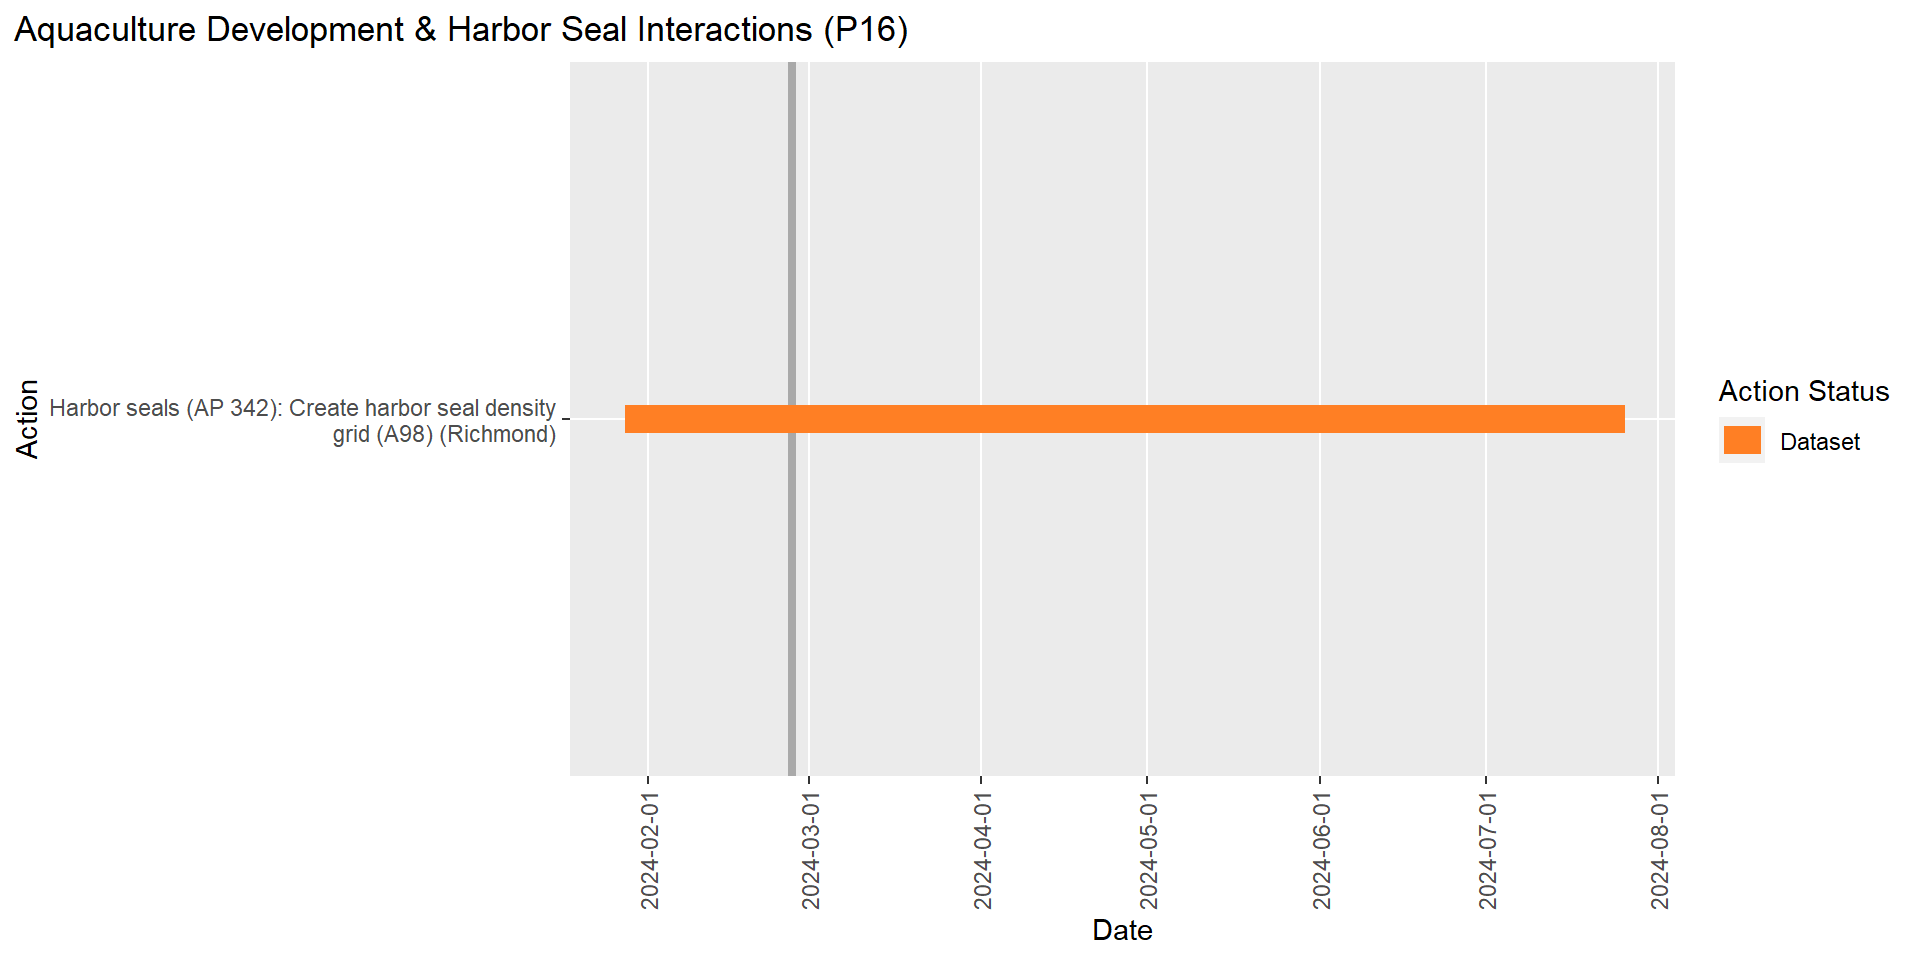 Aquaculture Development & Harbor Seal Interactions (P16)
Action
Harbor seals (AP 342): Create harbor seal density
grid (A98) (Richmond)
2024-02-01
2024-03-01
2024-04-01
2024-05-01
2024-06-01
2024-07-01
2024-08-01
Date
Action Status
Dataset